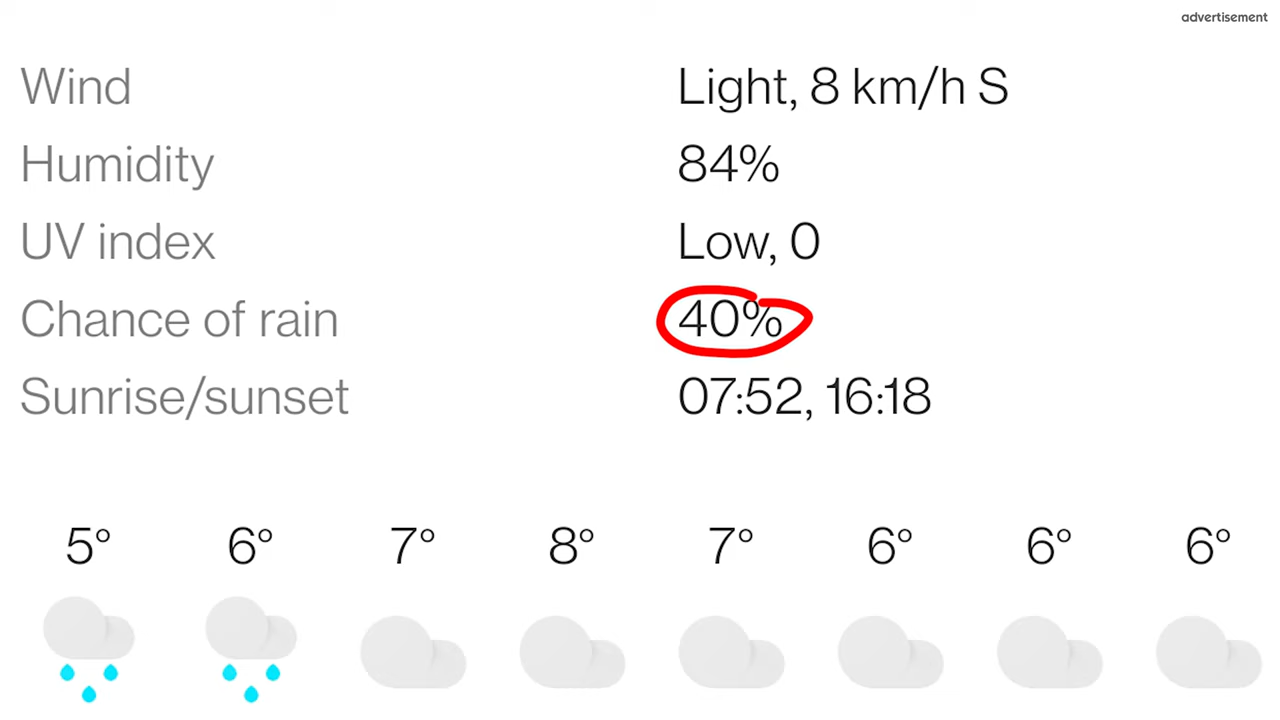 advertisement
Wind Light, 8 km/h S
Humidity 84%
UV index Low, 0
Chance of rain 40%
Sunrise/sunset 07:52, 16:18
5° 6° 7° 8° 7° 6° 6° 6°